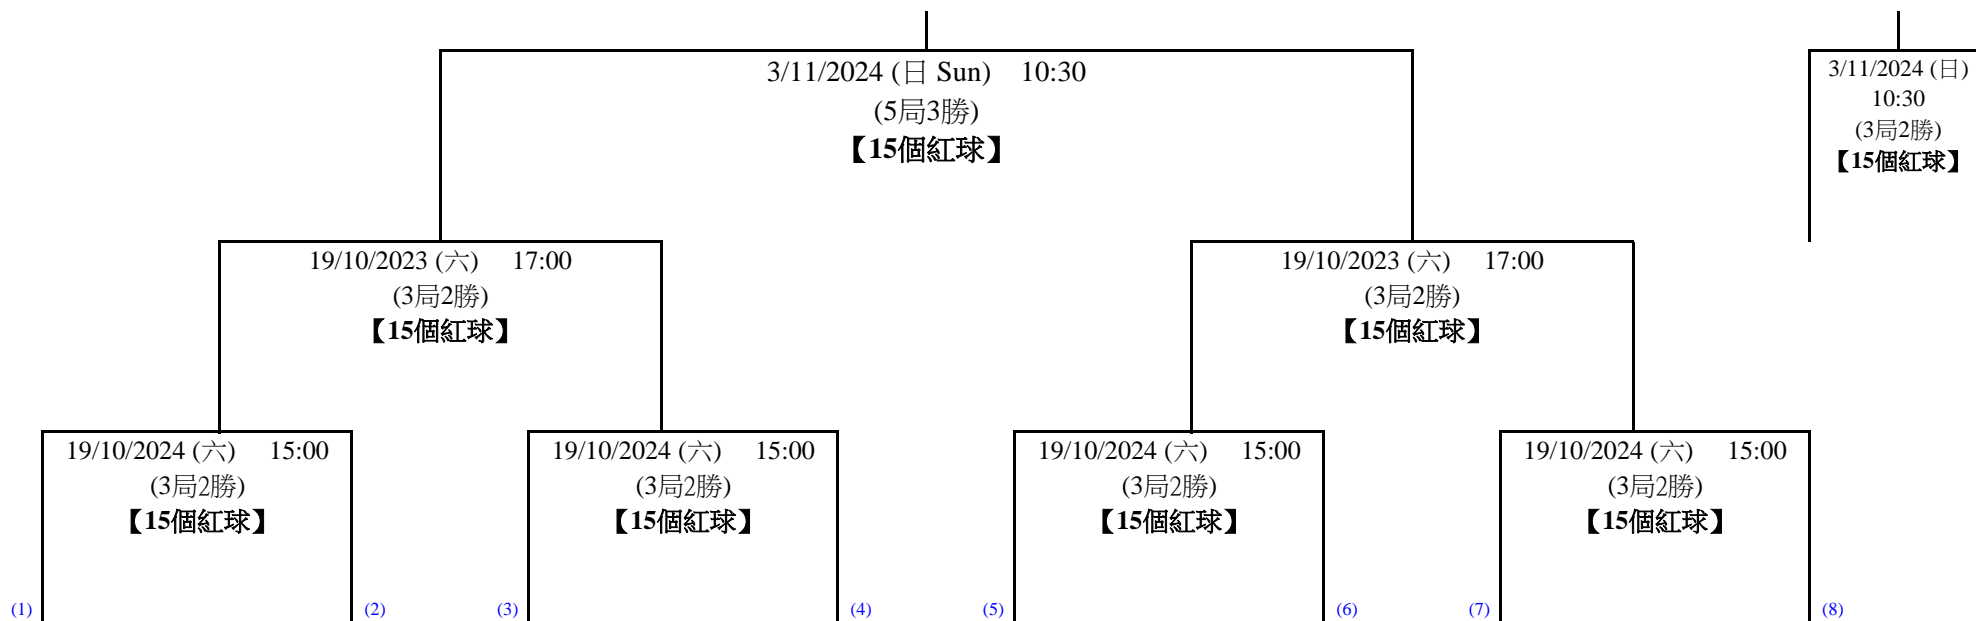 3/11/2024 (日 Sun) 10:30
(5局3勝)
【15個紅球】
3/11/2024 (日)
10:30
(3局2勝)
【15個紅球】
19/10/2023 (六) 17:00
(3局2勝)
【15個紅球】
19/10/2023 (六) 17:00
(3局2勝)
【15個紅球】
19/10/2024 (六) 15:00
(3局2勝)
【15個紅球】
19/10/2024 (六) 15:00
(3局2勝)
【15個紅球】
19/10/2024 (六) 15:00
(3局2勝)
【15個紅球】
19/10/2024 (六) 15:00
(3局2勝)
【15個紅球】
(1)
(2)
(3)
(4)
(5)
(6)
(7)
(8)